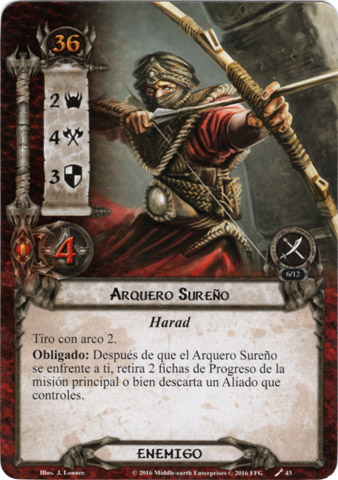 36
2
4
3
4
6/12
Arquero Sureño
Harad
Tiro con arco 2.
Obligado: Después de que el Arquero Sureño
se enfrente a ti, retira 2 fichas de Progreso de la
misión principal o bien descarta un Aliado que
controles.
ENEMIGO
Illus. J. Lonnee
© 2016 Middle-earth Enterprises © 2016 FFG
43